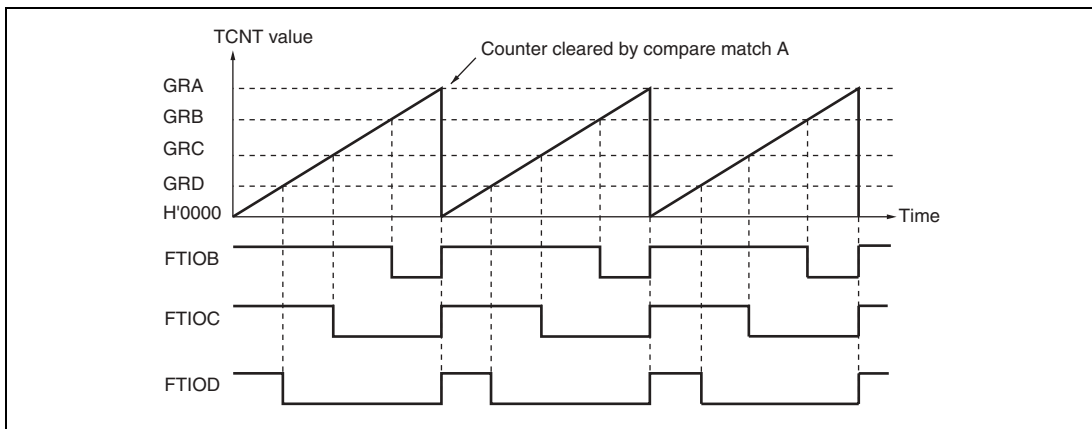 TCNT value
Counter cleared by compare match A
GRA
GRB
GRC
GRD
H'0000
Time
FTIOB
FTIOC
FTIOD